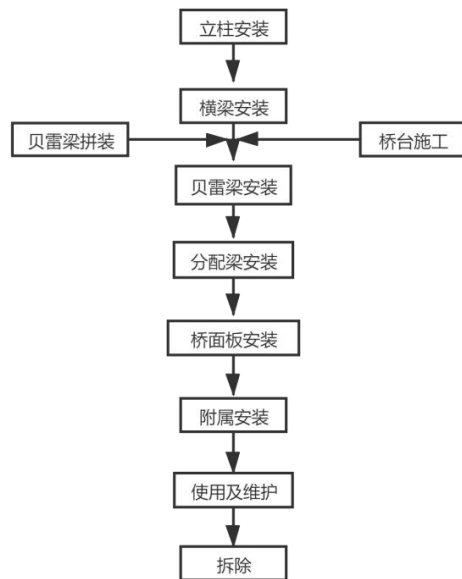 立柱安装
横梁安装
贝雷梁拼装
桥台施工
贝雷梁安装
分配梁安装
桥面板安装
附属安装
使用及维护
拆除